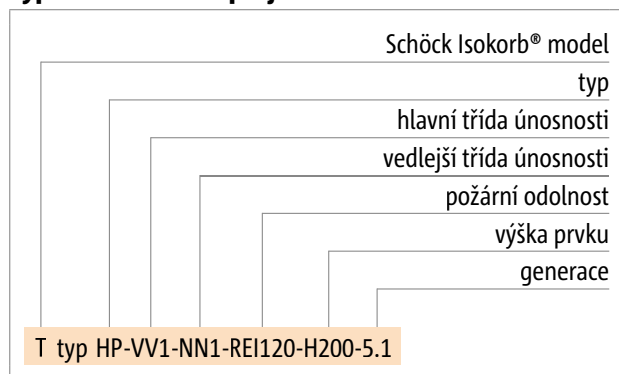 Schöck Isokorb® model
typ
hlavní třída únosnosti
vedlejší třída únosnosti
požární odolnost
výška prvku
generace
T typ HP-VV1-NN1-REI120-H200-5.1